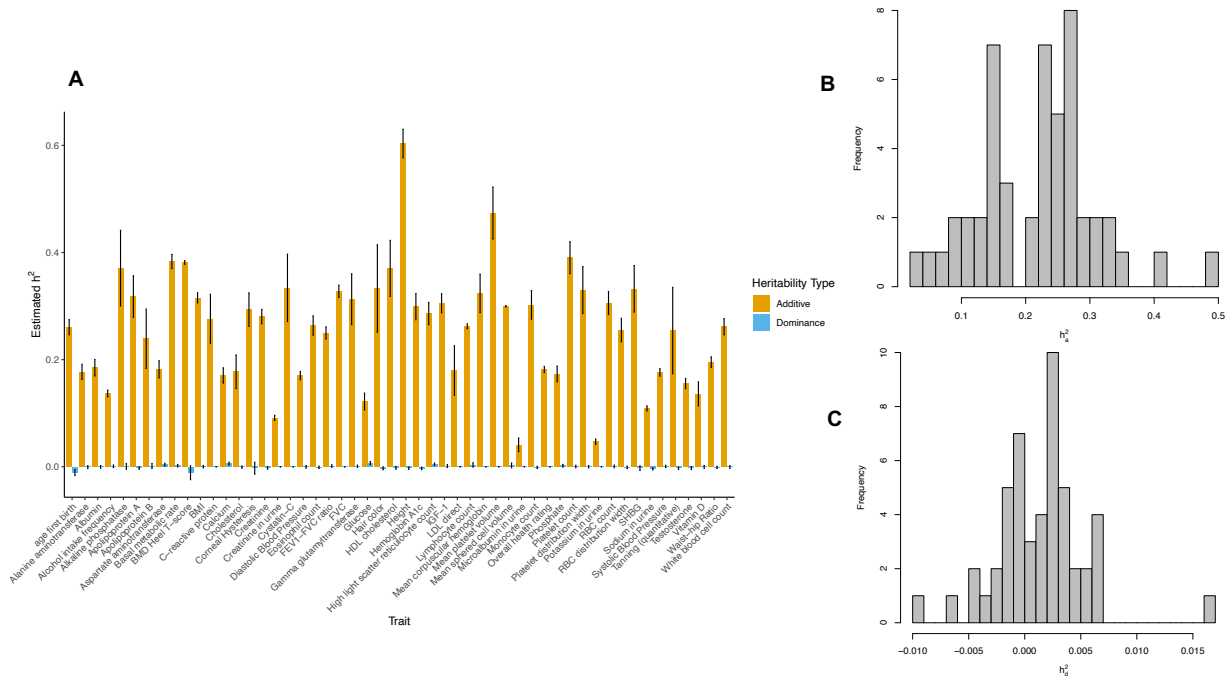 A
Estimated h²
0.6
0.4
0.2
0.0
age first birth
Alanine aminotransferase
Albumin
Alcohol intake frequency
Alkaline phosphatase
Apolipoprotein A
Apolipoprotein B
Aspartate aminotransferase
Basal metabolic rate
BMD Heel T−score
BMI
C−reactive protein
Calcium
Cholesterol
Corneal Hysteresis
Creatinine
Creatinine in urine
Cystatin−C
Diastolic Blood Pressure
Eosinophil count
FEV1−FVC ratio
FVC
Gamma glutamyltransferase
Glucose
Hair color
HDL cholesterol
Height
Hemoglobin A1c
High light scatter reticulocyte count
IGF−1
LDL direct
Lymphocyte count
Mean corpuscular hemoglobin
Mean platelet volume
Mean sphered cell volume
Microalbumin in urine
Monocyte count
Overall health rating
Phosphate
Platelet count
Platelet distribution width
Potassium in urine
RBC count
RBC distribution width
SHBG
Sodium in urine
Systolic Blood Pressure
Tanning (quantitative)
Testosterone
Vitamin D
Waist−hip Ratio
White blood cell count
Trait
Heritability Type
Additive
Dominance
B
Frequency
8
6
4
2
0
0.1 0.2 0.3 0.4 0.5
h²ₐ
C
Frequency
10
8
6
4
2
0
−0.010 −0.005 0.000 0.005 0.010 0.015
h²d